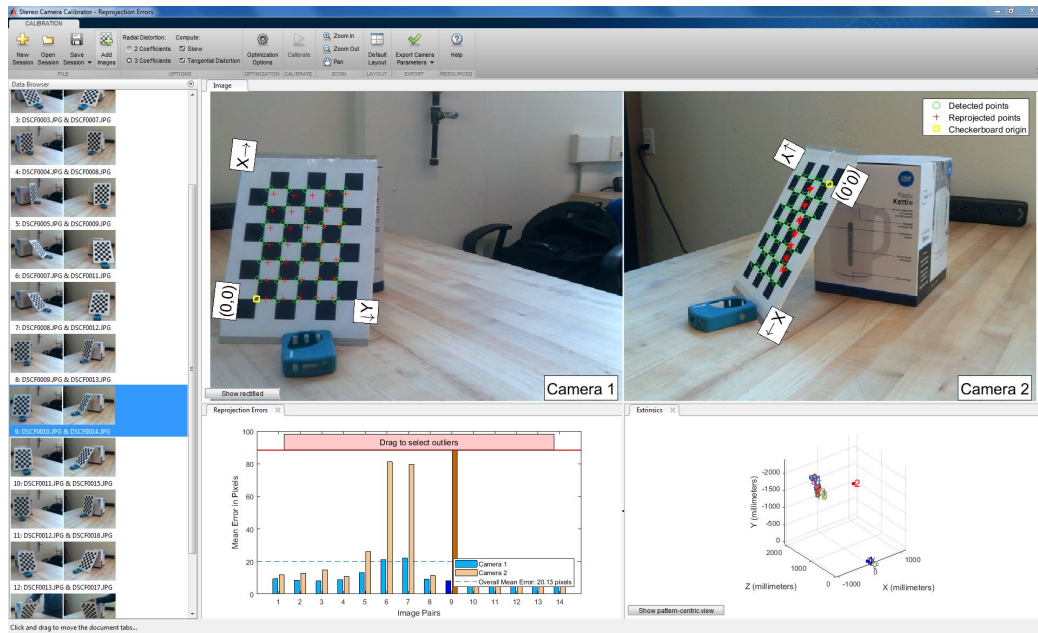 Stereo Camera Calibrator - Reprojection Errors
CALIBRATION
New Session
Open Session
Save Session
Add Images
FILE
Radial Distortion:
2 Coefficients
3 Coefficients
Compute:
Skew
Tangential Distortion
OPTIONS
Optimization Options
OPTIMIZATION
Calibrate
CALIBRATE
Zoom In
Zoom Out
Pan
ZOOM
Default Layout
LAYOUT
Export Camera Parameters
EXPORT
Help
RESOURCES
Data Browser
3: DSCF0003.JPG & DSCF0007.JPG
4: DSCF0004.JPG & DSCF0008.JPG
5: DSCF0005.JPG & DSCF0009.JPG
6: DSCF0007.JPG & DSCF0011.JPG
7: DSCF0008.JPG & DSCF0012.JPG
8: DSCF0009.JPG & DSCF0013.JPG
9: DSCF0010.JPG & DSCF0014.JPG
10: DSCF0011.JPG & DSCF0015.JPG
11: DSCF0012.JPG & DSCF0016.JPG
12: DSCF0013.JPG & DSCF0017.JPG
Image
X→
(0,0)
Y→
Show rectified
Camera 1
Y→
(0,0)
X→
Plastic
Kettle
Detected points
Reprojected points
Checkerboard origin
Camera 2
Reprojection Errors
Drag to select outliers
Mean Error in Pixels
100
80
60
40
20
0
1 2 3 4 5 6 7 8 9 10 11 12 13 14
Image Pairs
Camera 1
Camera 2
Overall Mean Error: 20.13 pixels
Extrinsics
Y (millimeters)
-2000
-1500
-1000
-500
0
2
2000
1000
0
Z (millimeters)
-1000
0
1000
X (millimeters)
Show pattern-centric view
Click and drag to move the document tabs...